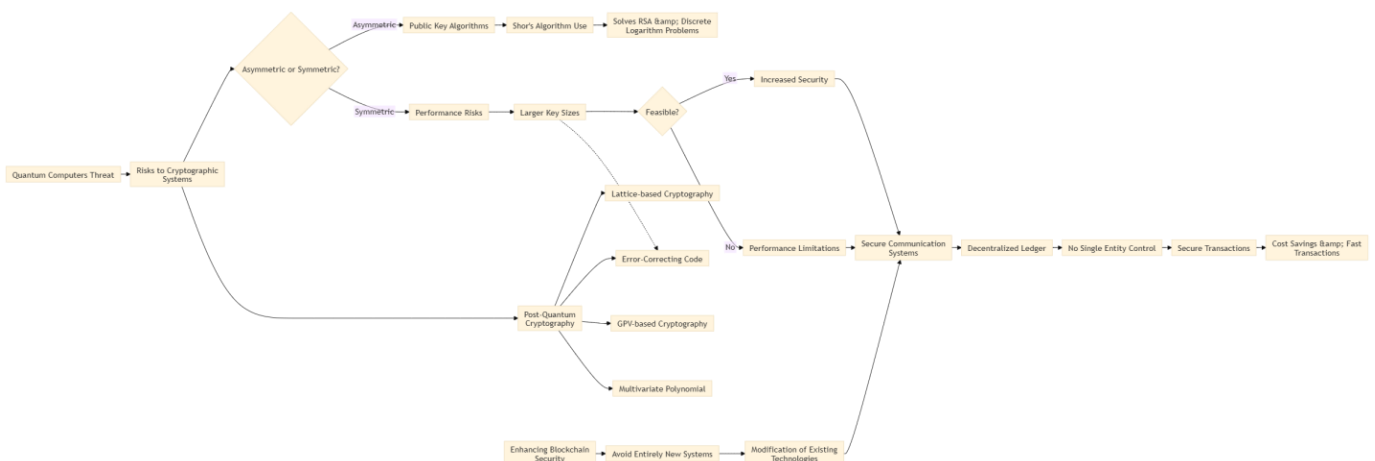 Quantum Computers Threat
Risks to Cryptographic
Systems
Asymmetric or Symmetric?
Asymmetric
Public Key Algorithms
Shor's Algorithm Use
Solves RSA &amp; Discrete
Logarithm Problems
Symmetric
Performance Risks
Larger Key Sizes
Feasible?
Yes
Increased Security
No
Performance Limitations
Post-Quantum
Cryptography
Lattice-based Cryptography
Error-Correcting Code
GPV-based Cryptography
Multivariate Polynomial
Enhancing Blockchain
Security
Avoid Entirely New Systems
Modification of Existing
Technologies
Secure Communication
Systems
Decentralized Ledger
No Single Entity Control
Secure Transactions
Cost Savings &amp; Fast
Transactions